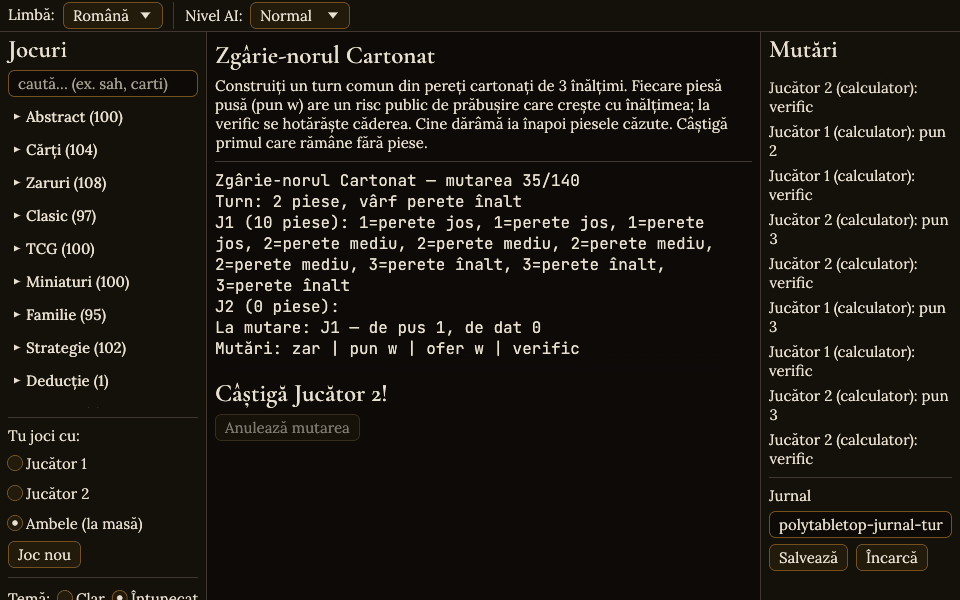 Limbă: Română ▼ Nivel AI: Normal ▼
Jocuri
caută... (ex. sah, carti)
▸ Abstract (100)
▸ Cărți (104)
▸ Zaruri (108)
▸ Clasic (97)
▸ TCG (100)
▸ Miniaturi (100)
▸ Familie (95)
▸ Strategie (102)
▸ Deducție (1)
Tu joci cu:
Jucător 1
Jucător 2
Ambele (la masă)
Joc nou
Temă: Clar Întunecat
Zgârie-norul Cartonat
Construiți un turn comun din pereți cartonați de 3 înălțimi. Fiecare piesă
pusă (pun w) are un risc public de prăbușire care crește cu înălțimea; la
verific se hotărăște căderea. Cine dărâmă ia înapoi piesele căzute. Câștigă
primul care rămâne fără piese.
Zgârie-norul Cartonat — mutarea 35/140
Turn: 2 piese, vârf perete înalt
J1 (10 piese): 1=perete jos, 1=perete jos, 1=perete
jos, 2=perete mediu, 2=perete mediu, 2=perete mediu,
2=perete mediu, 3=perete înalt, 3=perete înalt,
3=perete înalt
J2 (0 piese):
La mutare: J1 — de pus 1, de dat 0
Mutări: zar | pun w | ofer w | verific
Câștigă Jucător 2!
Anulează mutarea
Mutări
Jucător 2 (calculator):
verific
Jucător 1 (calculator): pun
2
Jucător 1 (calculator):
verific
Jucător 2 (calculator): pun
3
Jucător 2 (calculator):
verific
Jucător 1 (calculator): pun
3
Jucător 1 (calculator):
verific
Jucător 2 (calculator): pun
3
Jucător 2 (calculator):
verific
Jurnal
polytabletop-jurnal-tur
Salvează Încarcă